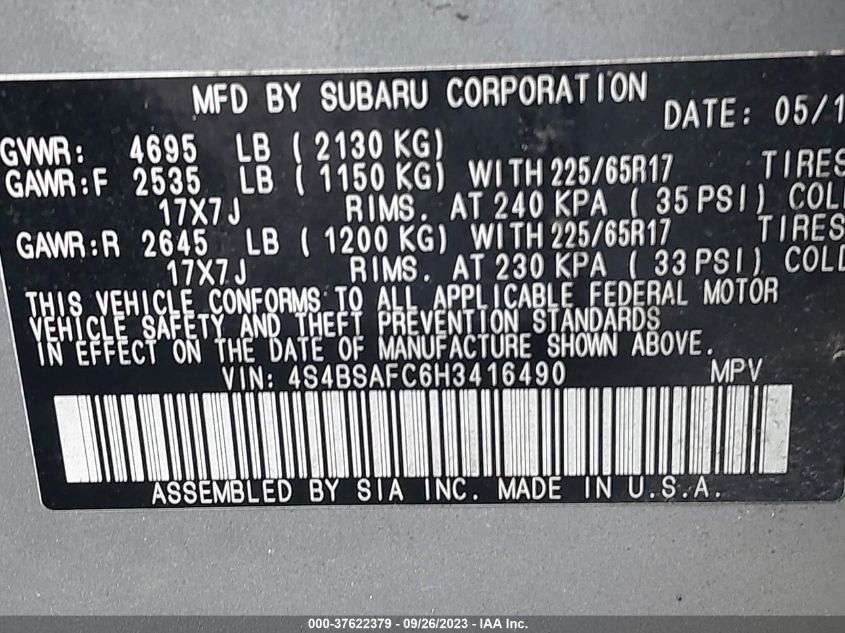 MFD BY SUBARU CORPORATION
DATE: 05/1
GVWR: 4695 LB ( 2130 KG)
GAWR:F 2535 LB ( 1150 KG) WITH 225/65R17 TIRES
17X7J RIMS. AT 240 KPA ( 35 PSI) COL
GAWR:R 2645 LB ( 1200 KG) WITH 225/65R17 TIRES
17X7J RIMS. AT 230 KPA ( 33 PSI) COLD
THIS VEHICLE CONFORMS TO ALL APPLICABLE FEDERAL MOTOR
VEHICLE SAFETY AND THEFT PREVENTION STANDARDS
IN EFFECT ON THE DATE OF MANUFACTURE SHOWN ABOVE.
VIN: 4S4BSAFC6H3416490 MPV
ASSEMBLED BY SIA INC. MADE IN U.S.A.
000-37622379 - 09/26/2023 - IAA Inc.